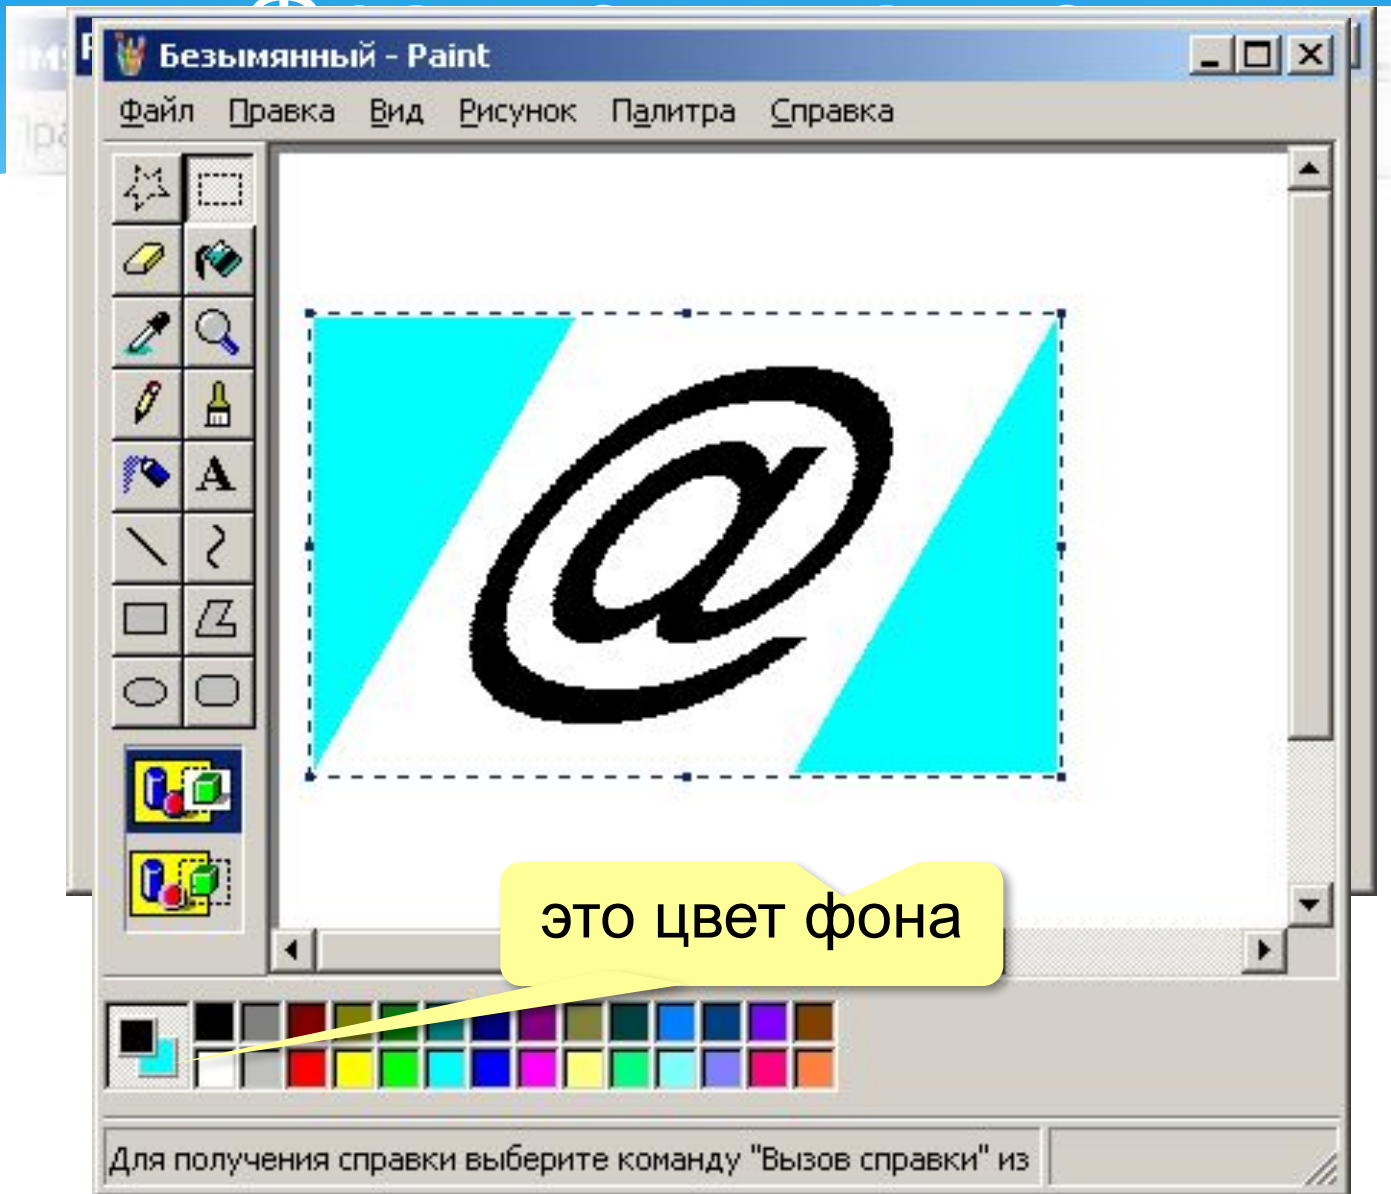 Безымянный - Paint
Файл Правка Вид Рисунок Палитра Справка
A
@
это цвет фона
Для получения справки выберите команду "Вызов справки" из